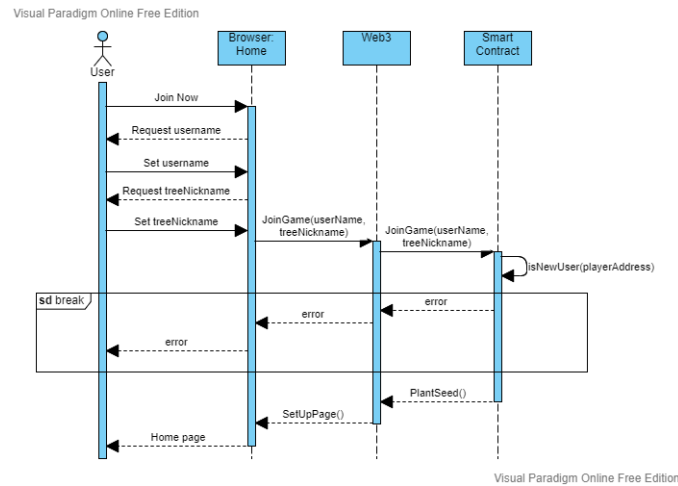 Visual Paradigm Online Free Edition
User
Browser:
Home
Web3
Smart
Contract
Join Now
Request username
Set username
Request treeNickname
Set treeNickname
JoinGame(userName,
treeNickname)
JoinGame(userName,
treeNickname)
isNewUser(playerAddress)
sd break
error
error
error
PlantSeed()
SetUpPage()
Home page
Visual Paradigm Online Free Edition